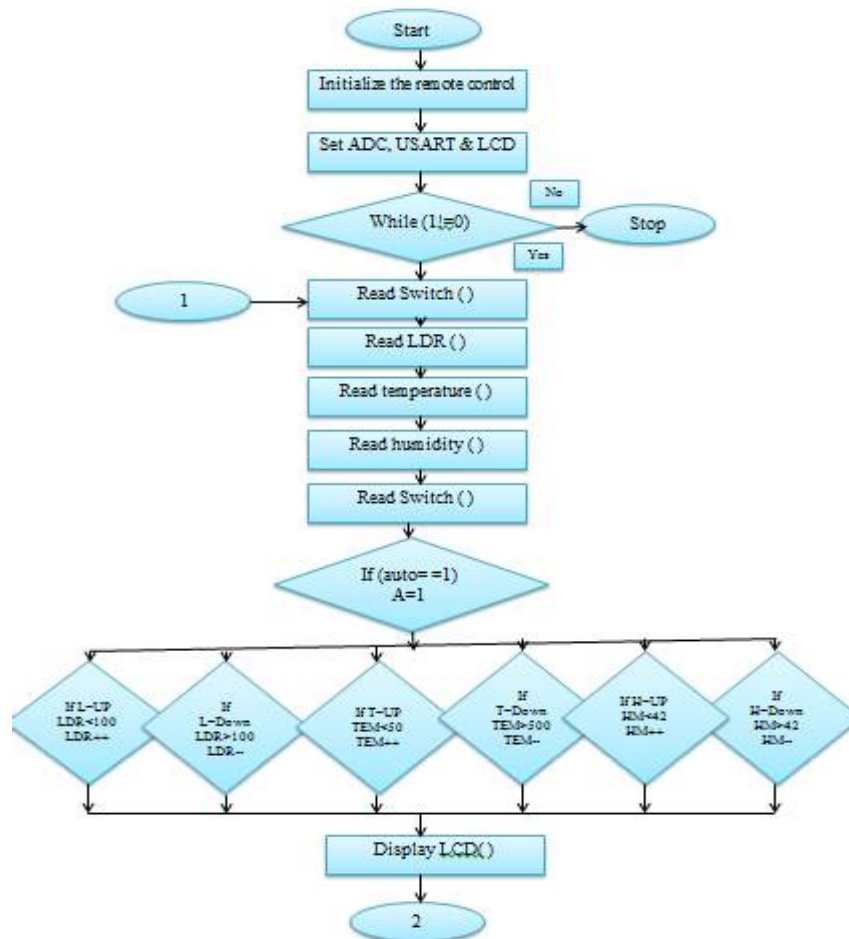 Start
Initialize the remote control
Set ADC, USART & LCD
No
While (1!=0)
Stop
Yes
1
Read Switch ( )
Read LDR ( )
Read temperature ( )
Read humidity ( )
Read Switch ( )
If (auto= =1)
A=1
If L-UP
LDR<100
LDR++
If
L-Down
LDR>100
LDR--
If T-UP
TEM<50
TEM++
If
T-Down
TEM>500
TEM--
If H-UP
HM<42
HM++
If
H-Down
HM>42
HM--
Display LCD( )
2